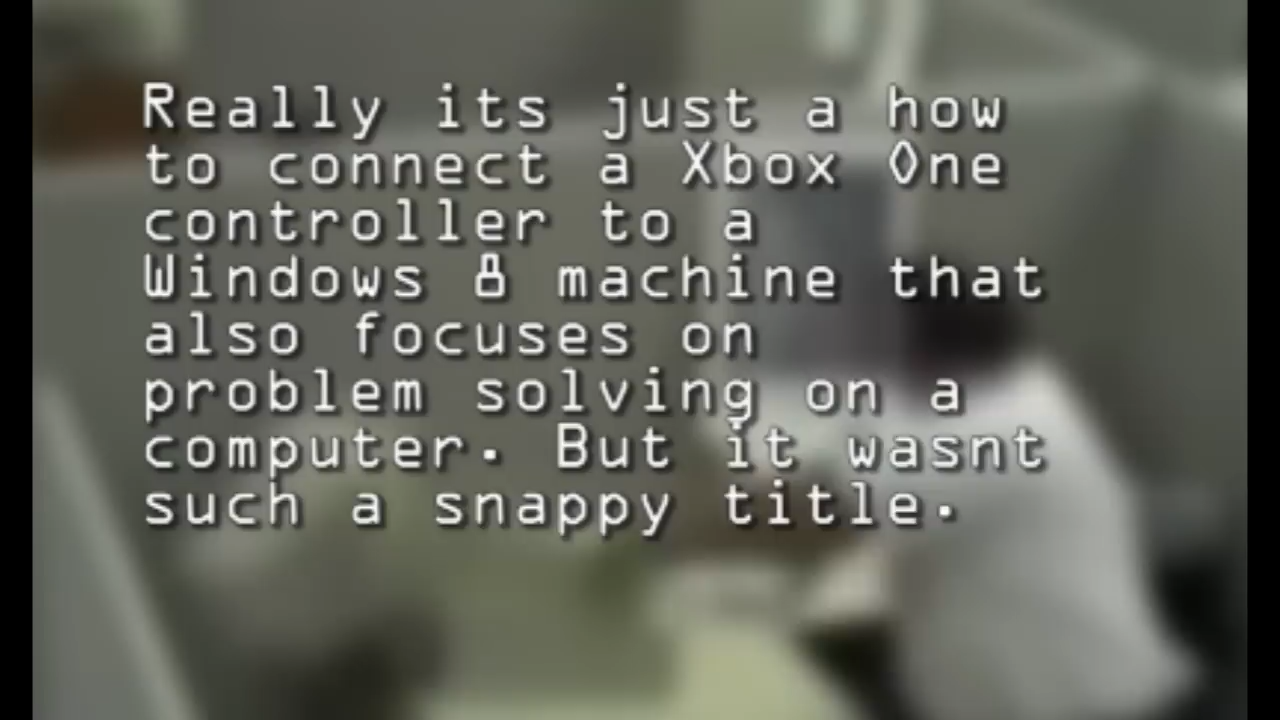 Really its just a how
to connect a Xbox One
controller to a
Windows 8 machine that
also focuses on
problem solving on a
computer. But it wasnt
such a snappy title.